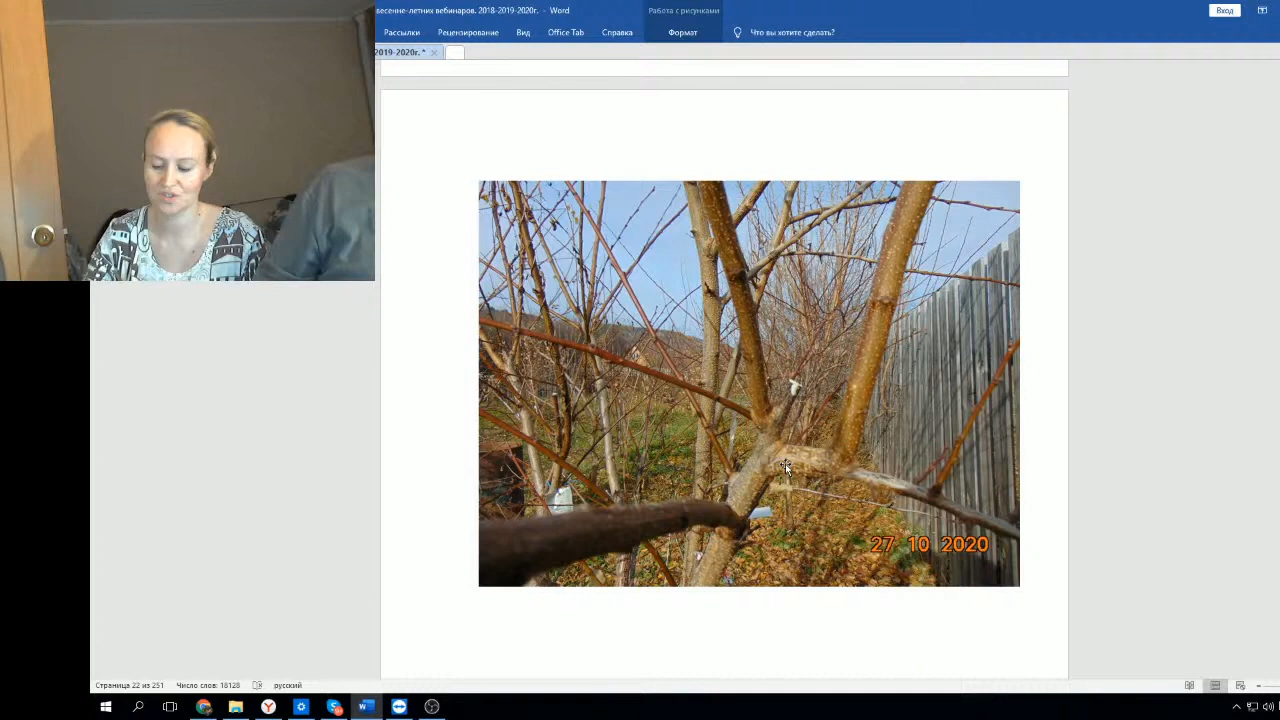 весенне-летних вебинаров. 2018-2019-2020г. - Word
Работа с рисунками
Вход
Рассылки Рецензирование Вид Office Tab Справка Формат Что вы хотите сделать?
2019-2020г. *
27 10 2020
Страница 22 из 251 Число слов: 18128 русский